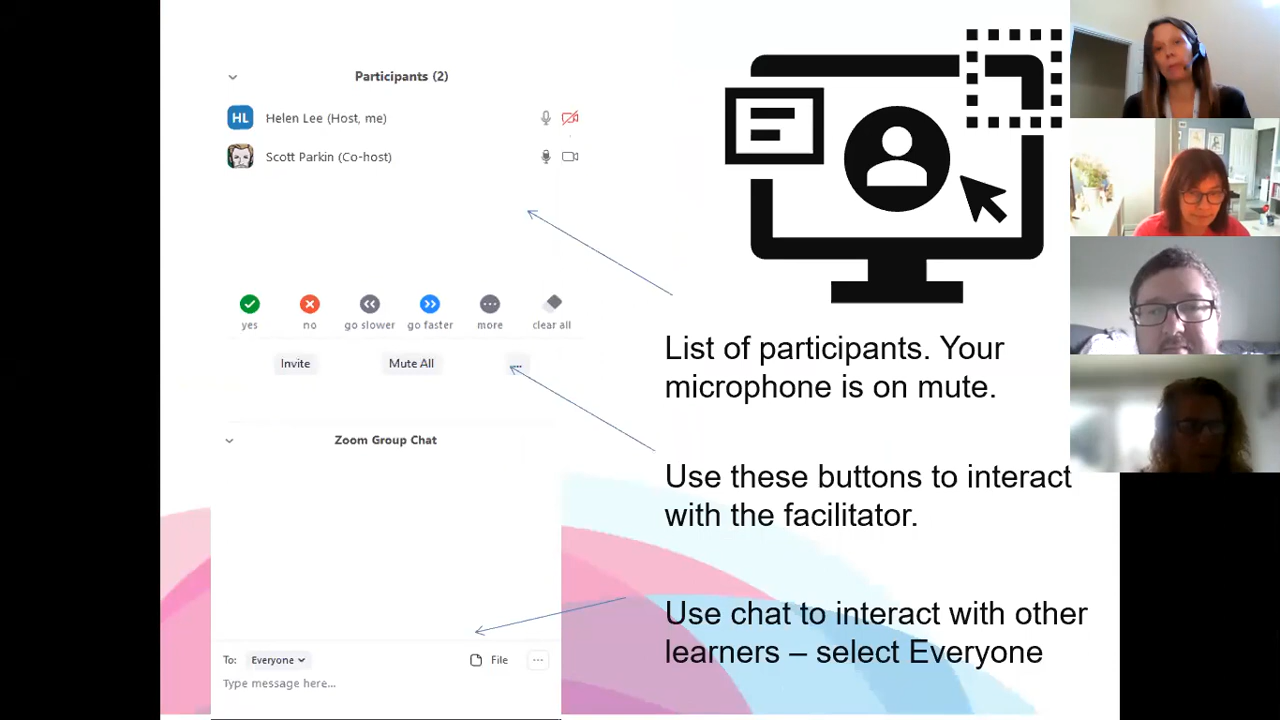 Participants (2)
HL
Helen Lee (Host, me)
Scott Parkin (Co-host)
yes
no
go slower
go faster
more
clear all
Invite
Mute All
...
Zoom Group Chat
To: Everyone
File
...
Type message here...
List of participants. Your
microphone is on mute.
Use these buttons to interact
with the facilitator.
Use chat to interact with other
learners – select Everyone